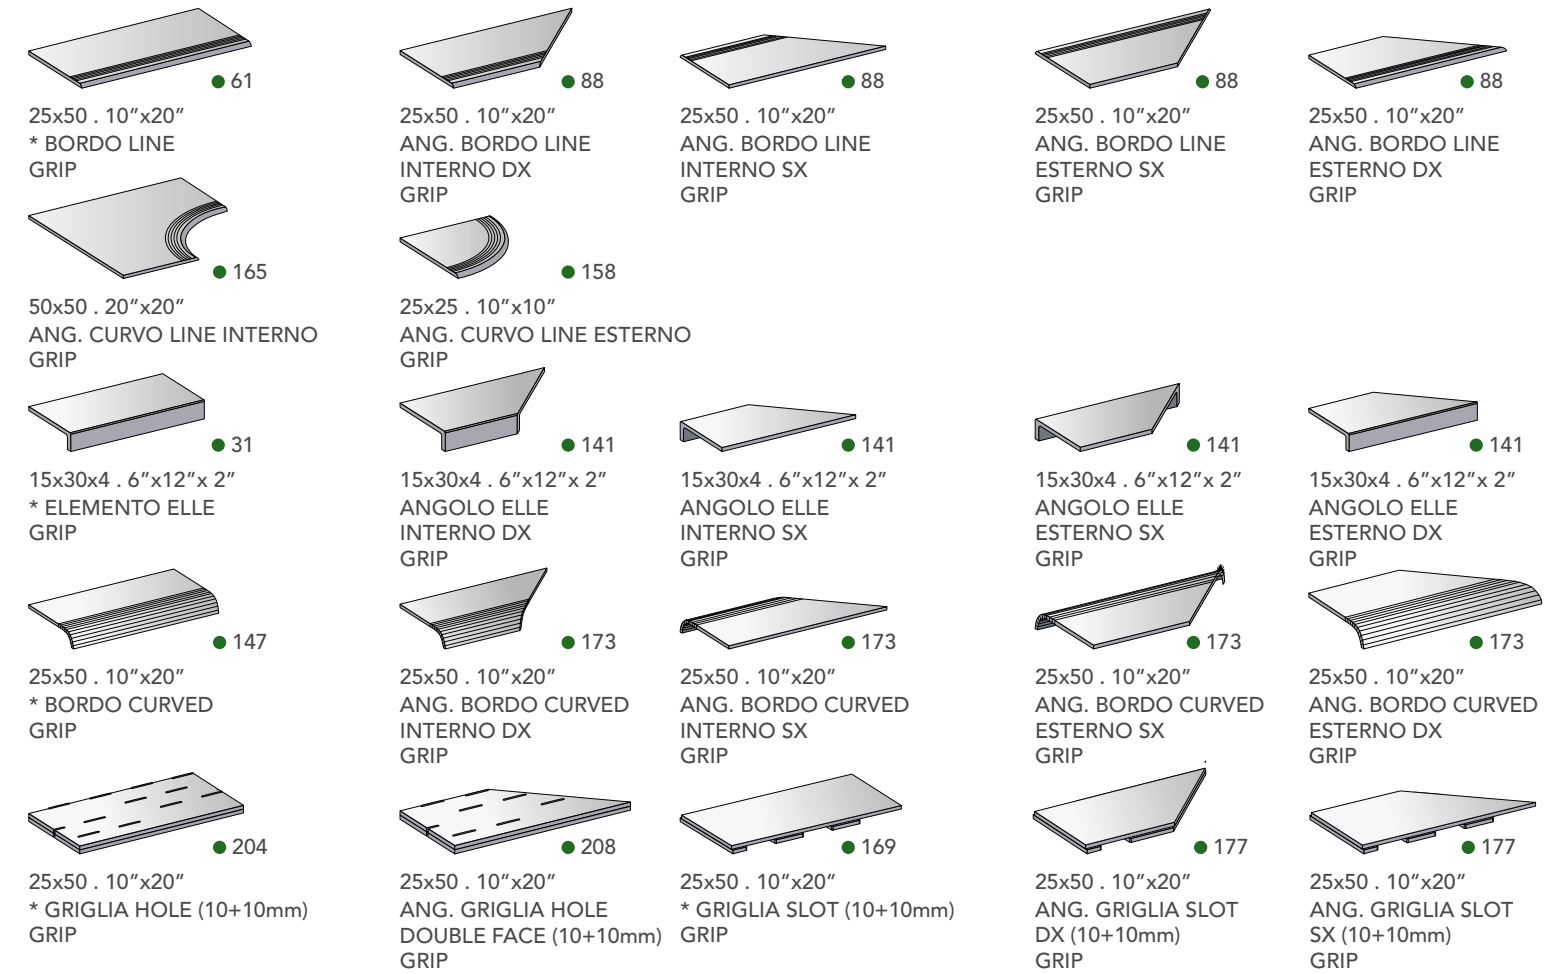 61
25x50 . 10”x20”
* BORDO LINE
GRIP
88
25x50 . 10”x20”
ANG. BORDO LINE
INTERNO DX
GRIP
88
25x50 . 10”x20”
ANG. BORDO LINE
INTERNO SX
GRIP
88
25x50 . 10”x20”
ANG. BORDO LINE
ESTERNO SX
GRIP
88
25x50 . 10”x20”
ANG. BORDO LINE
ESTERNO DX
GRIP
165
50x50 . 20”x20”
ANG. CURVO LINE INTERNO
GRIP
158
25x25 . 10”x10”
ANG. CURVO LINE ESTERNO
GRIP
31
15x30x4 . 6”x12”x 2”
* ELEMENTO ELLE
GRIP
141
15x30x4 . 6”x12”x 2”
ANGOLO ELLE
INTERNO DX
GRIP
141
15x30x4 . 6”x12”x 2”
ANGOLO ELLE
INTERNO SX
GRIP
141
15x30x4 . 6”x12”x 2”
ANGOLO ELLE
ESTERNO SX
GRIP
141
15x30x4 . 6”x12”x 2”
ANGOLO ELLE
ESTERNO DX
GRIP
147
25x50 . 10”x20”
* BORDO CURVED
GRIP
173
25x50 . 10”x20”
ANG. BORDO CURVED
INTERNO DX
GRIP
173
25x50 . 10”x20”
ANG. BORDO CURVED
INTERNO SX
GRIP
173
25x50 . 10”x20”
ANG. BORDO CURVED
ESTERNO SX
GRIP
173
25x50 . 10”x20”
ANG. BORDO CURVED
ESTERNO DX
GRIP
204
25x50 . 10”x20”
* GRIGLIA HOLE (10+10mm)
GRIP
208
25x50 . 10”x20”
ANG. GRIGLIA HOLE
DOUBLE FACE (10+10mm)
GRIP
169
25x50 . 10”x20”
* GRIGLIA SLOT (10+10mm)
GRIP
177
25x50 . 10”x20”
ANG. GRIGLIA SLOT
DX (10+10mm)
GRIP
177
25x50 . 10”x20”
ANG. GRIGLIA SLOT
SX (10+10mm)
GRIP